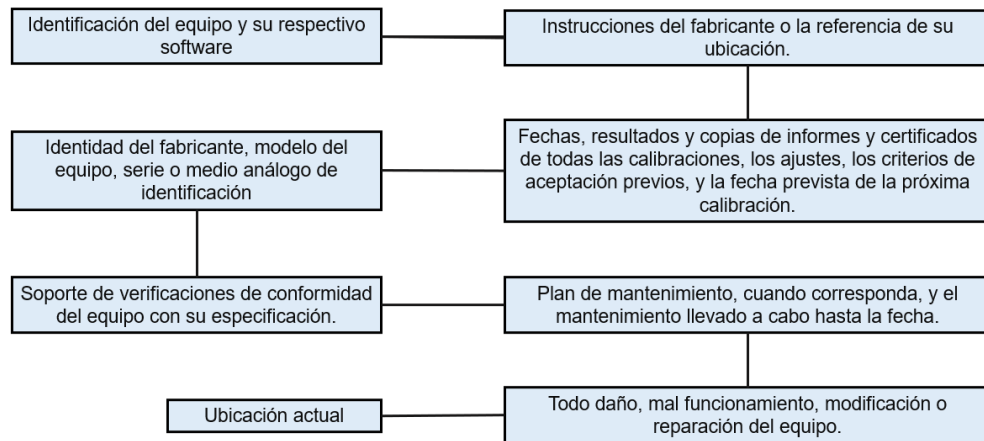 Identificación del equipo y su respectivo
software
Instrucciones del fabricante o la referencia de su
ubicación.
Identidad del fabricante, modelo del
equipo, serie o medio análogo de
identificación
Fechas, resultados y copias de informes y certificados
de todas las calibraciones, los ajustes, los criterios de
aceptación previos, y la fecha prevista de la próxima
calibración.
Soporte de verificaciones de conformidad
del equipo con su especificación.
Plan de mantenimiento, cuando corresponda, y el
mantenimiento llevado a cabo hasta la fecha.
Ubicación actual
Todo daño, mal funcionamiento, modificación o
reparación del equipo.